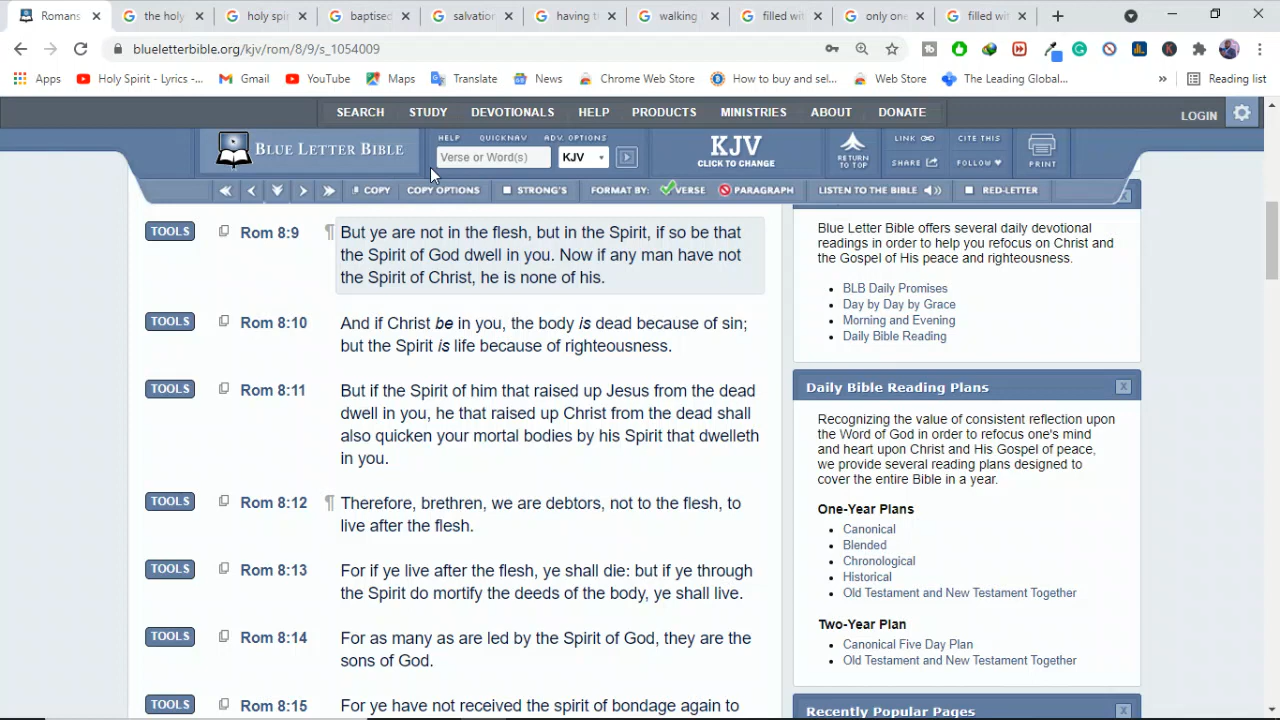 Romans
the holy
holy spir
baptised
salvation
having th
walking
filled wit
only one
filled wit
blueletterbible.org/kjv/rom/8/9/s_1054009
Apps
Holy Spirit - Lyrics -...
Gmail
YouTube
Maps
Translate
News
Chrome Web Store
How to buy and sel...
Web Store
The Leading Global...
»
Reading list
SEARCH STUDY DEVOTIONALS HELP PRODUCTS MINISTRIES ABOUT DONATE
LOGIN
BLUE LETTER BIBLE
HELP QUICKNAV ADV. OPTIONS
Verse or Word(s)
KJV
KJV
CLICK TO CHANGE
RETURN
TO TOP
LINK
CITE THIS
SHARE
FOLLOW
PRINT
COPY COPY OPTIONS STRONG'S FORMAT BY: VERSE PARAGRAPH LISTEN TO THE BIBLE RED-LETTER
TOOLS Rom 8:9 ¶ But ye are not in the flesh, but in the Spirit, if so be that
the Spirit of God dwell in you. Now if any man have not
the Spirit of Christ, he is none of his.
TOOLS Rom 8:10 And if Christ be in you, the body is dead because of sin;
but the Spirit is life because of righteousness.
TOOLS Rom 8:11 But if the Spirit of him that raised up Jesus from the dead
dwell in you, he that raised up Christ from the dead shall
also quicken your mortal bodies by his Spirit that dwelleth
in you.
TOOLS Rom 8:12 ¶ Therefore, brethren, we are debtors, not to the flesh, to
live after the flesh.
TOOLS Rom 8:13 For if ye live after the flesh, ye shall die: but if ye through
the Spirit do mortify the deeds of the body, ye shall live.
TOOLS Rom 8:14 For as many as are led by the Spirit of God, they are the
sons of God.
TOOLS Rom 8:15 For ye have not received the spirit of bondage again to
Blue Letter Bible offers several daily devotional
readings in order to help you refocus on Christ and
the Gospel of His peace and righteousness.
BLB Daily Promises
Day by Day by Grace
Morning and Evening
Daily Bible Reading
Daily Bible Reading Plans
Recognizing the value of consistent reflection upon
the Word of God in order to refocus one's mind
and heart upon Christ and His Gospel of peace,
we provide several reading plans designed to
cover the entire Bible in a year.
One-Year Plans
Canonical
Blended
Chronological
Historical
Old Testament and New Testament Together
Two-Year Plan
Canonical Five Day Plan
Old Testament and New Testament Together
Recently Popular Pages